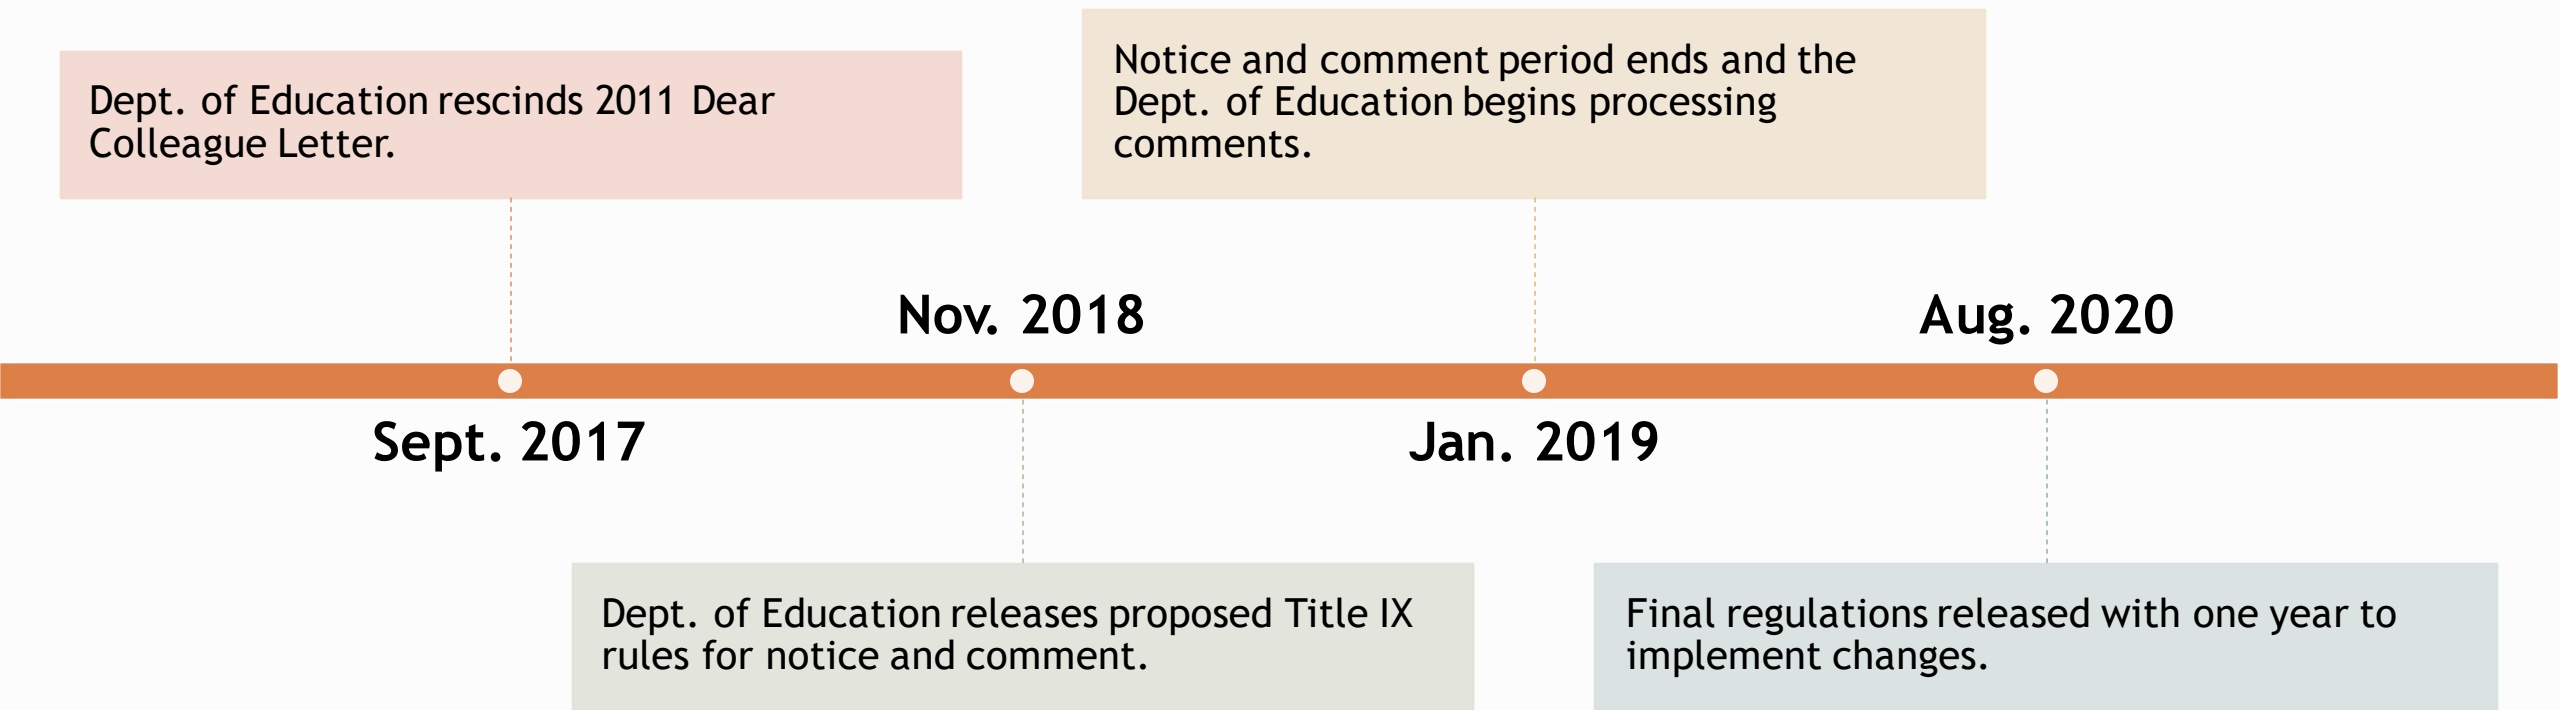 Dept. of Education rescinds 2011 Dear
Colleague Letter.
Sept. 2017
Nov. 2018
Dept. of Education releases proposed Title IX
rules for notice and comment.
Notice and comment period ends and the
Dept. of Education begins processing
comments.
Jan. 2019
Aug. 2020
Final regulations released with one year to
implement changes.